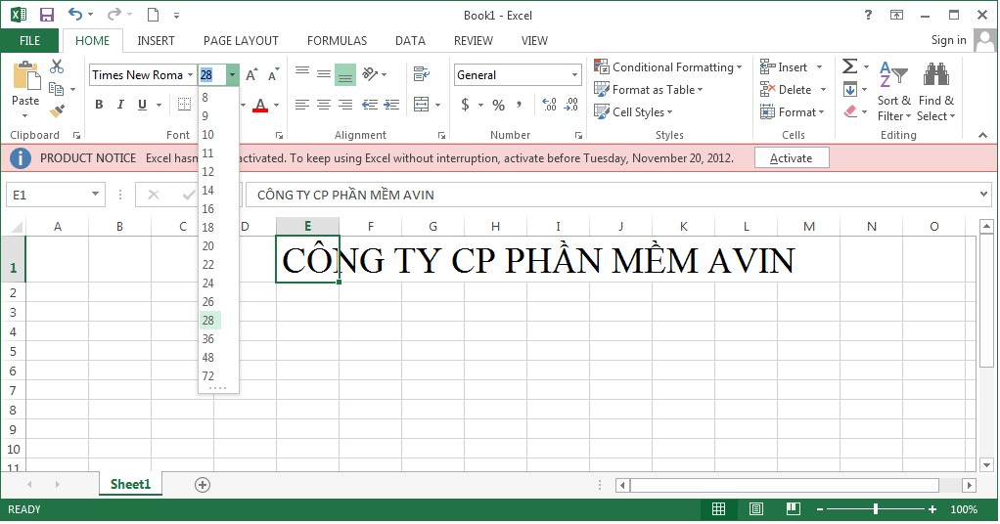 Book1 - Excel
?
FILE HOME INSERT PAGE LAYOUT FORMULAS DATA REVIEW VIEW Sign in
Paste
Clipboard
Times New Roma 28
B I U A A A
Font
Alignment
General
$ % , .00
Number
Conditional Formatting
Format as Table
Cell Styles
Styles
Insert
Delete
Format
Cells
Sort & Filter
Find & Select
Editing
8
9
10
11
12
14
16
18
20
22
24
26
28
36
48
72
PRODUCT NOTICE Excel activated. To keep using Excel without interruption, activate before Tuesday, November 20, 2012. Activate
E1 CÔNG TY CP PHẦN MỀM AVIN
A B C D E F G H I J K L M N O
1 CÔNG TY CP PHẦN MỀM AVIN
2
3
4
5
6
7
8
9
10
11
Sheet1
READY 100%